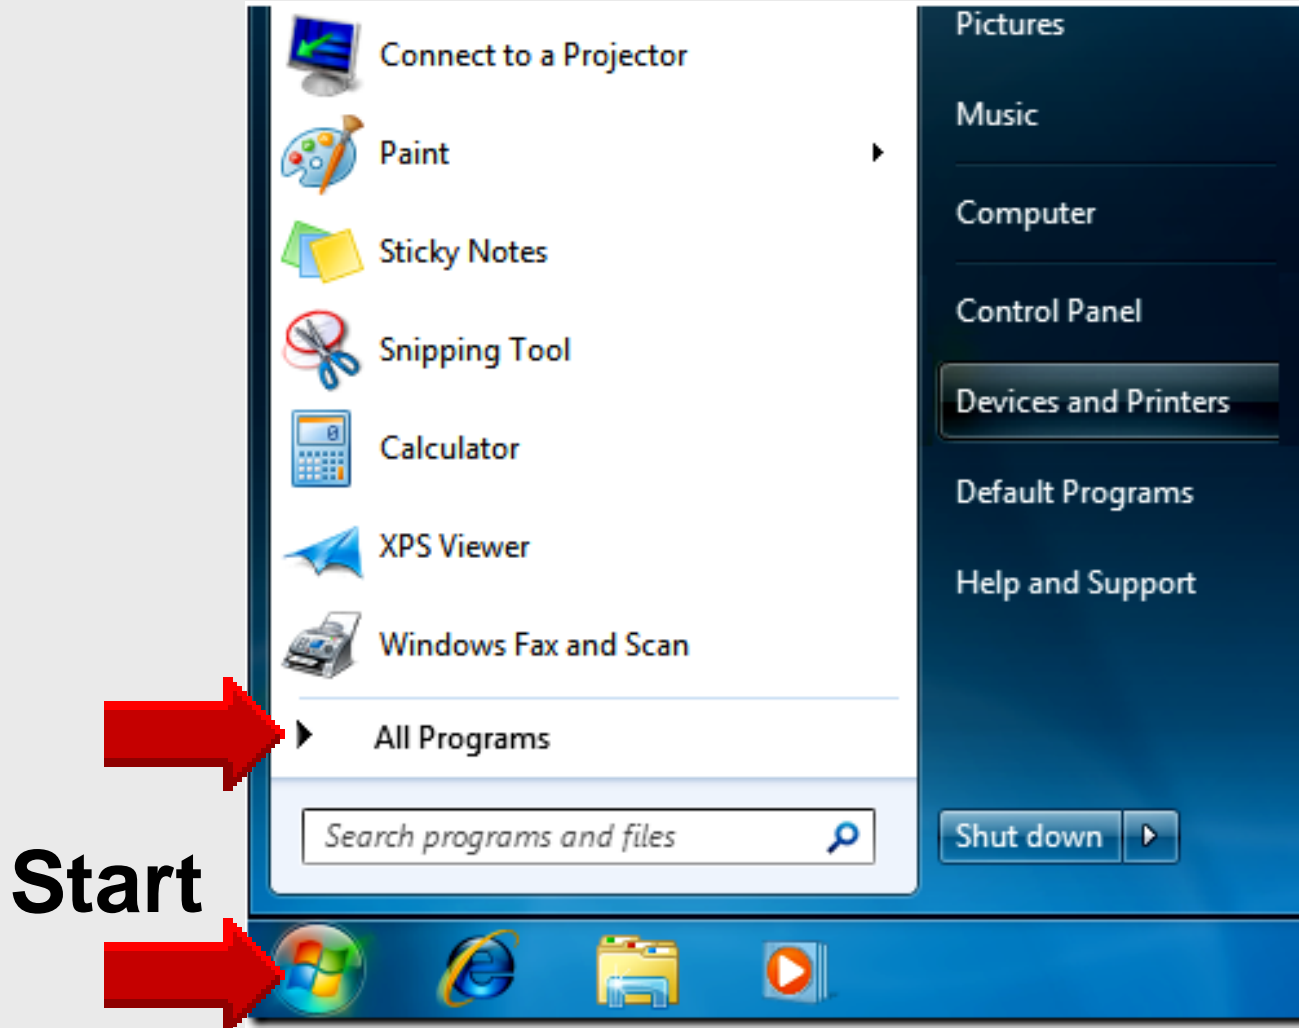 Connect to a Projector
Paint
Sticky Notes
Snipping Tool
Calculator
0
XPS Viewer
Windows Fax and Scan
All Programs
Search programs and files
Pictures
Music
Computer
Control Panel
Devices and Printers
Default Programs
Help and Support
Shut down
Start